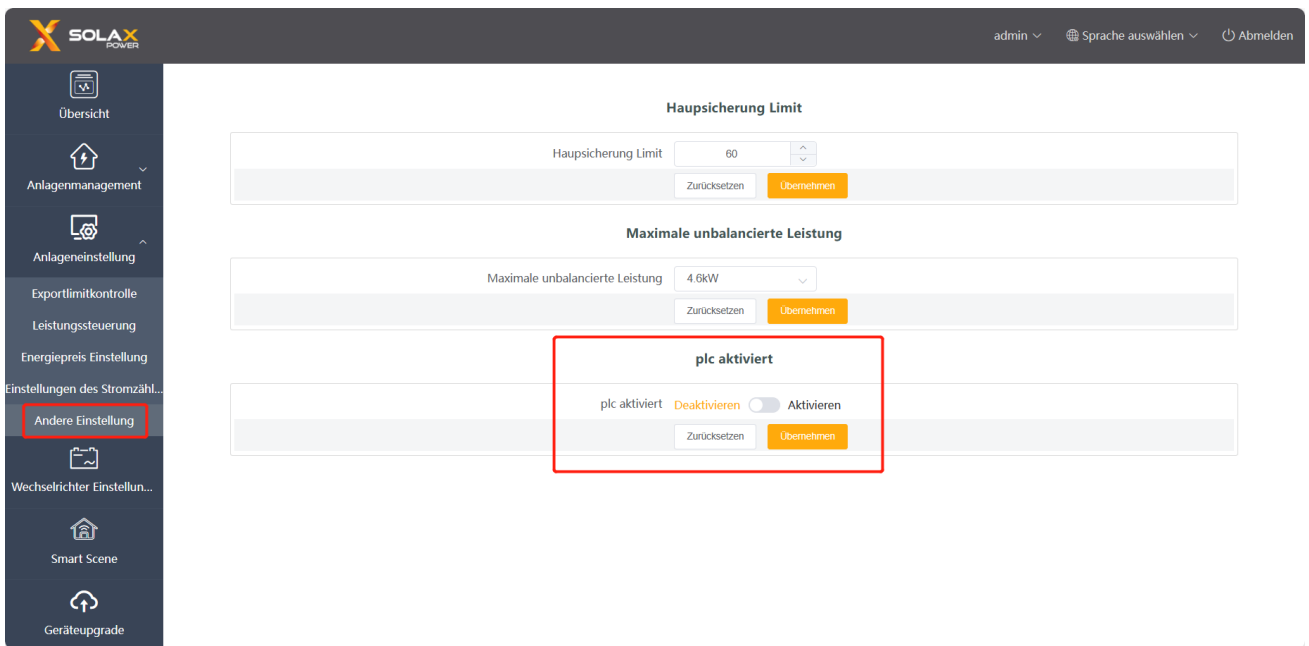 SOLAX
POWER
admin
Sprache auswählen
Abmelden
Übersicht
Anlagenmanagement
Anlageneinstellung
Exportlimitkontrolle
Leistungssteuerung
Energiepreis Einstellung
Einstellungen des Stromzähl...
Andere Einstellung
Wechselrichter Einstellun...
Smart Scene
Geräteupgrade
Haupsicherung Limit
Haupsicherung Limit 60
Zurücksetzen Übernehmen
Maximale unbalancierte Leistung
Maximale unbalancierte Leistung 4.6kW
Zurücksetzen Übernehmen
plc aktiviert
plc aktiviert Deaktivieren Aktivieren
Zurücksetzen Übernehmen